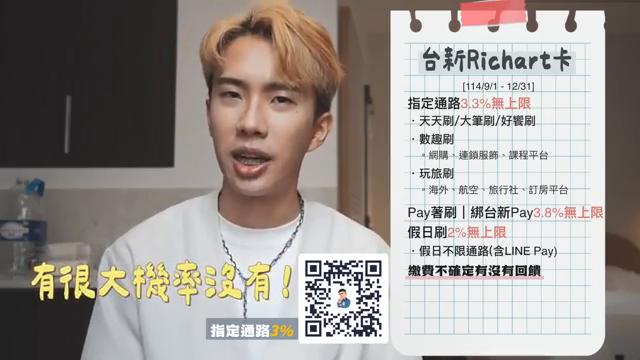 台新Richart卡
[114/9/1 - 12/31]
指定通路3.3%無上限
．天天刷/大筆刷/好饗刷
．數趣刷
。網購、連鎖服飾、課程平台
．玩旅刷
。海外、航空、旅行社、訂房平台
Pay著刷｜綁台新Pay3.8%無上限
假日刷2%無上限
．假日不限通路(含LINE Pay)
繳費不確定有沒有回饋
有很大機率沒有！
指定通路3%